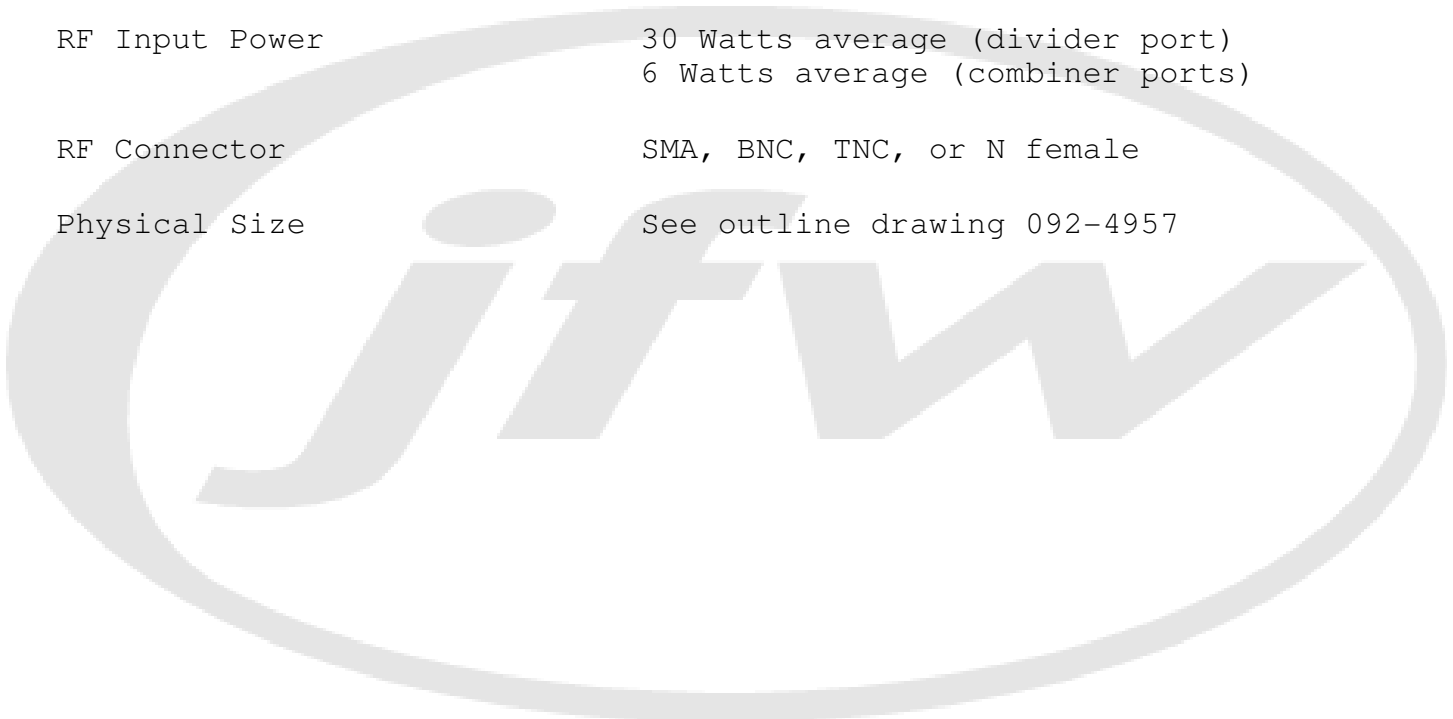 RF Input Power 30 Watts average (divider port)
6 Watts average (combiner ports)
RF Connector SMA, BNC, TNC, or N female
Physical Size See outline drawing 092-4957
jfw